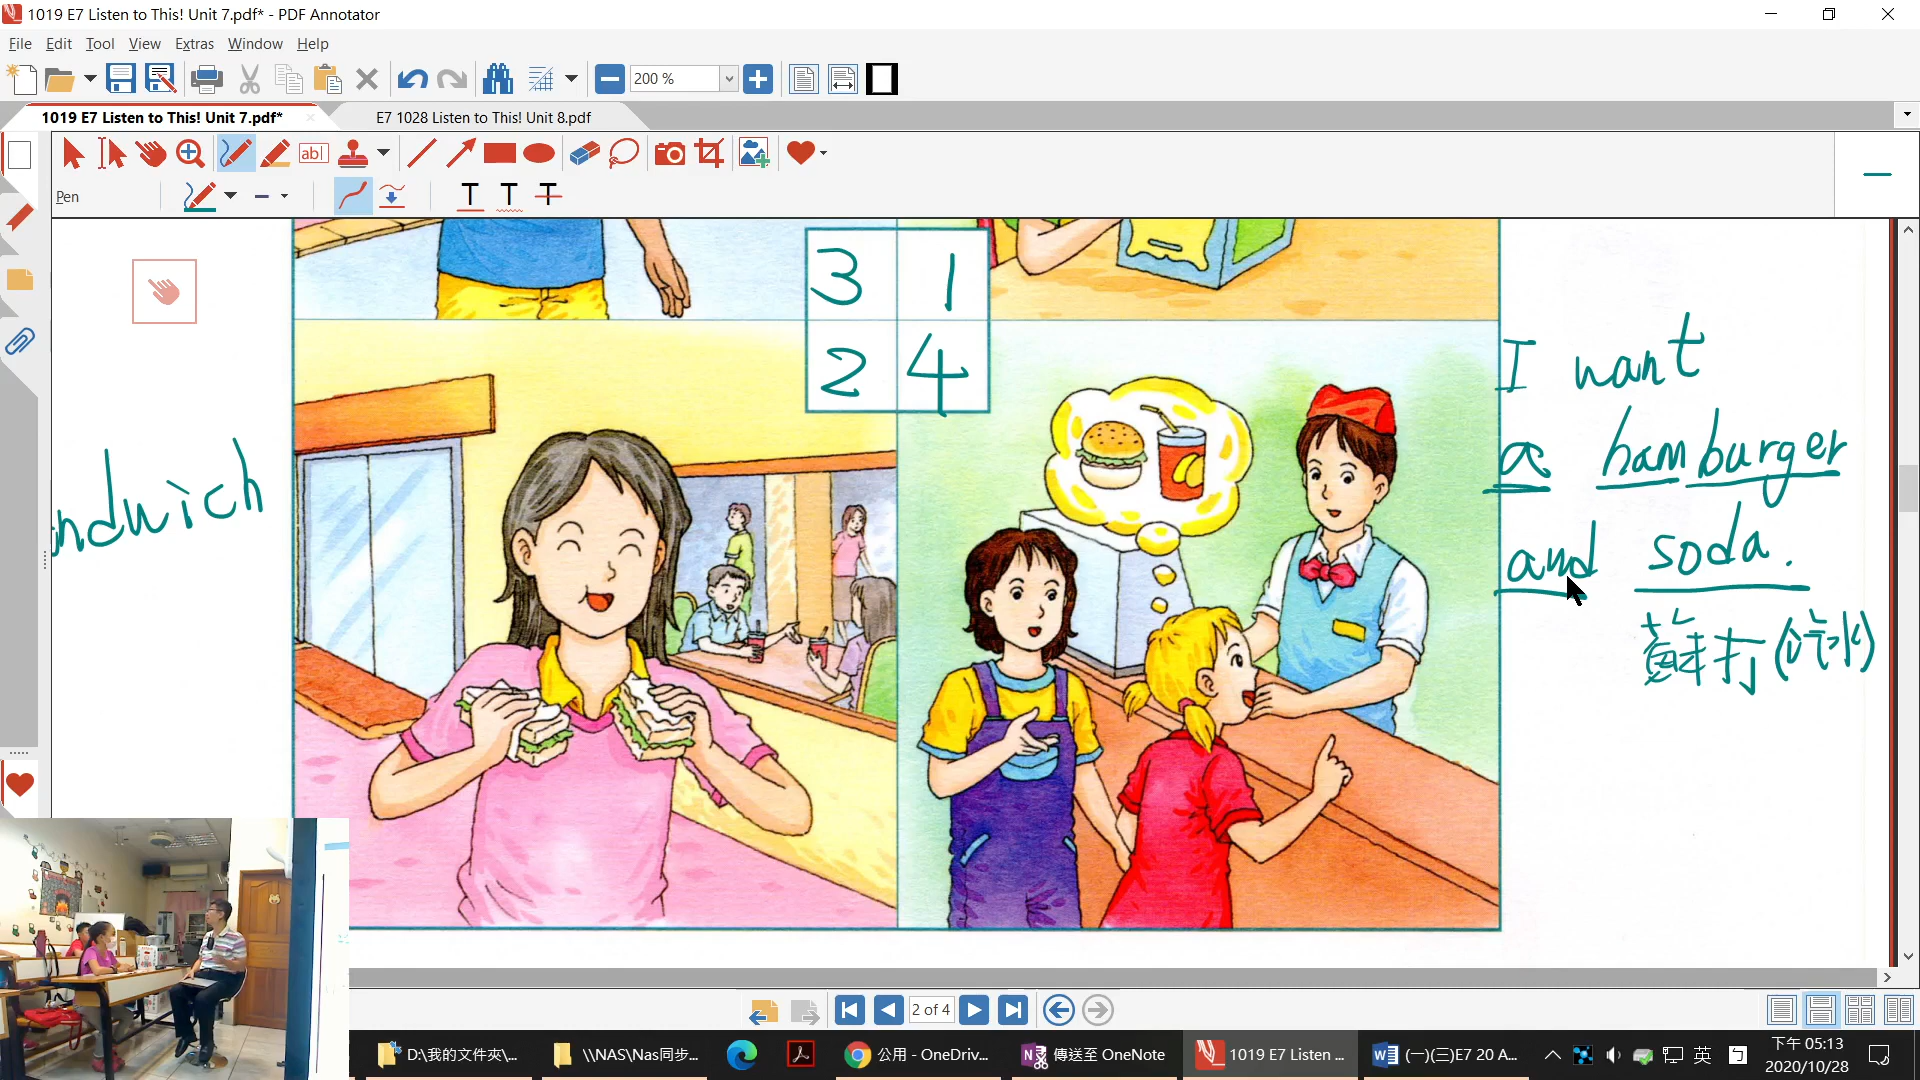 1019 E7 Listen to This! Unit 7.pdf* - PDF Annotator
File Edit Tool View Extras Window Help
200 %
1019 E7 Listen to This! Unit 7.pdf*
E7 1028 Listen to This! Unit 8.pdf
ab|
Pen
T T T
3 1
2 4
I want
a hamburger
and soda.
蘇打(汽水)
ndwich
2 of 4
D:\我的文件夾\...
\\NAS\Nas同步...
公用 - OneDriv...
傳送至 OneNote
1019 E7 Listen ...
(一)(三)E7 20 A...
英
下午 05:13
2020/10/28